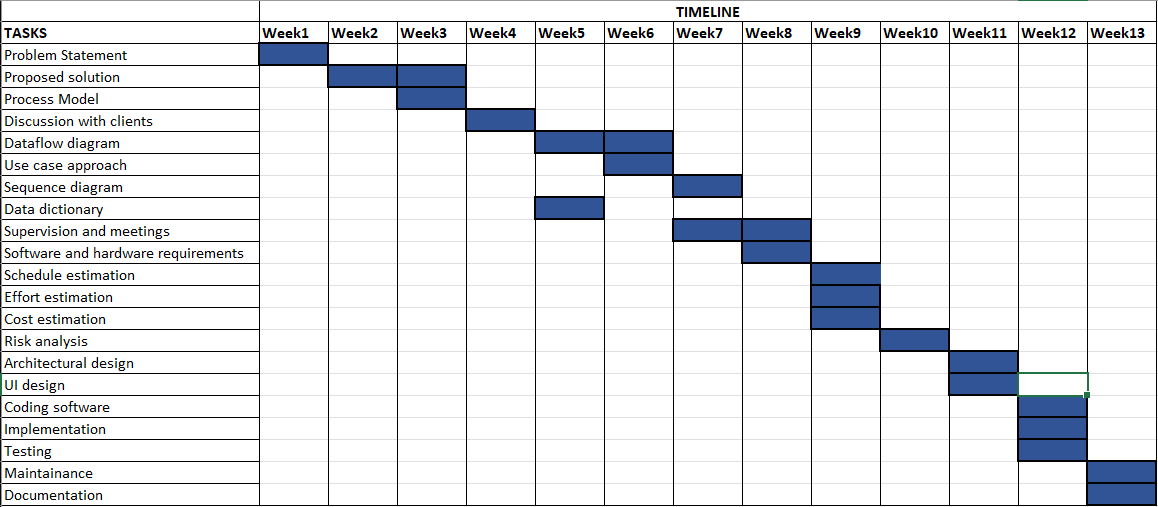 TIMELINE
TASKS Week1 Week2 Week3 Week4 Week5 Week6 Week7 Week8 Week9 Week10 Week11 Week12 Week13
Problem Statement
Proposed solution
Process Model
Discussion with clients
Dataflow diagram
Use case approach
Sequence diagram
Data dictionary
Supervision and meetings
Software and hardware requirements
Schedule estimation
Effort estimation
Cost estimation
Risk analysis
Architectural design
UI design
Coding software
Implementation
Testing
Maintainance
Documentation